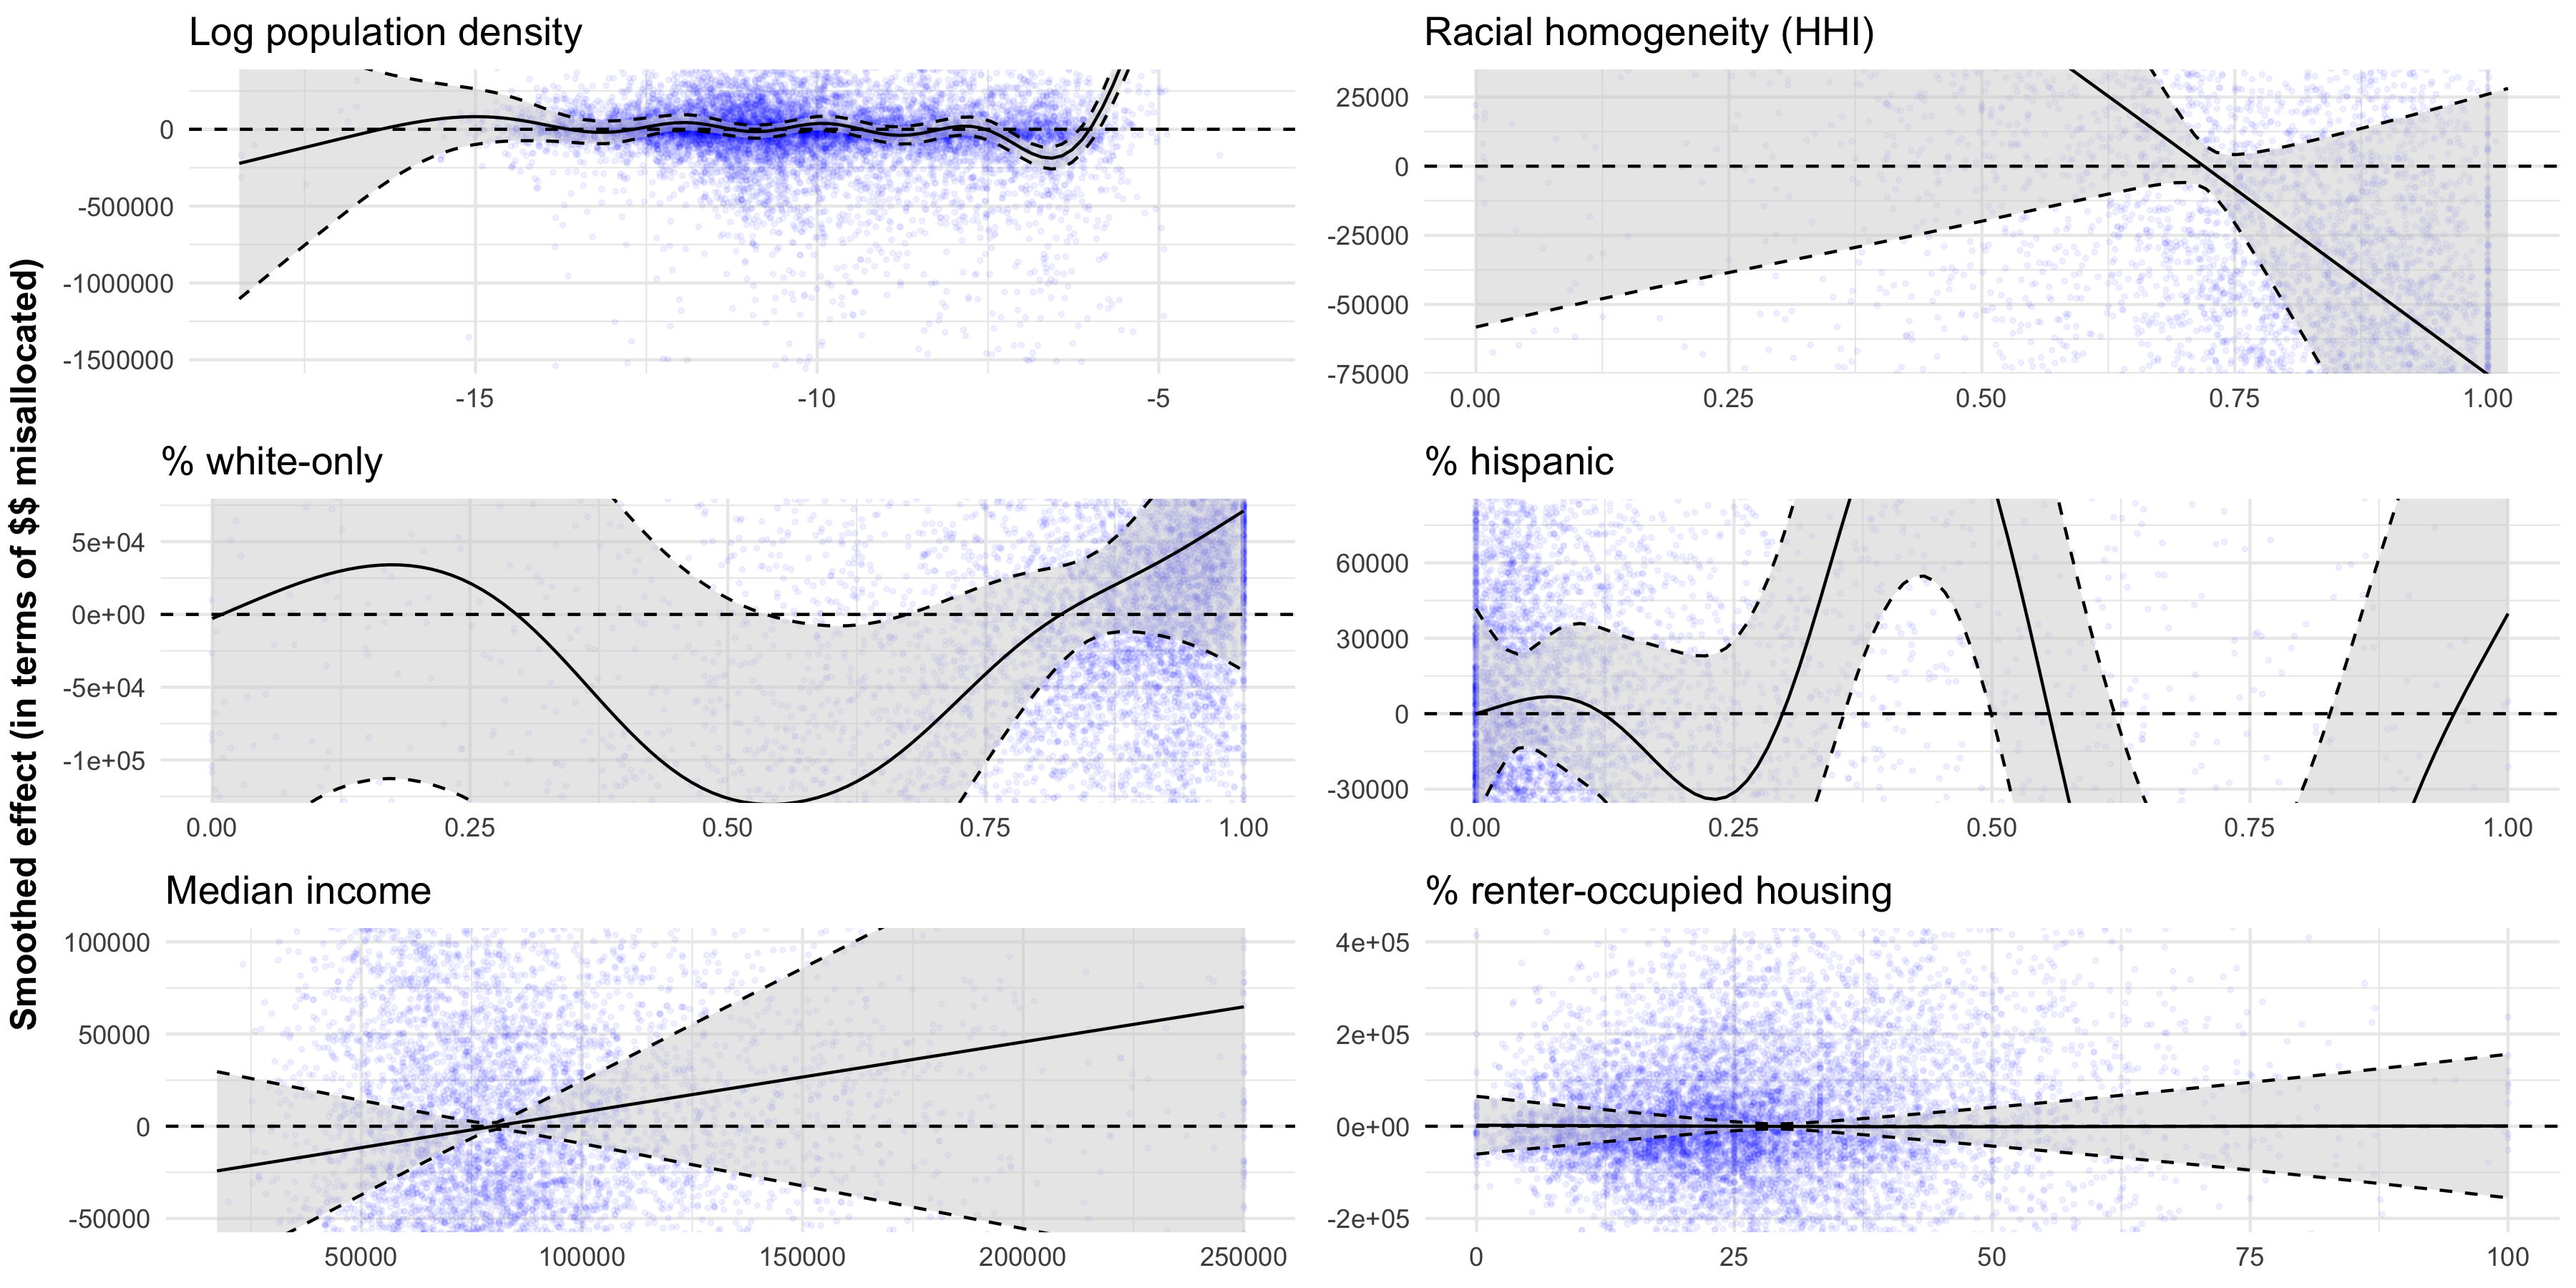 Smoothed effect (in terms of $$ misallocated)
Log population density
0
-500000
-1000000
-1500000
-15 -10 -5
Racial homogeneity (HHI)
25000
0
-25000
-50000
-75000
0.00 0.25 0.50 0.75 1.00
% white-only
5e+04
0e+00
-5e+04
-1e+05
0.00 0.25 0.50 0.75 1.00
% hispanic
60000
30000
0
-30000
0.00 0.25 0.50 0.75 1.00
Median income
100000
50000
0
-50000
50000 100000 150000 200000 250000
% renter-occupied housing
4e+05
2e+05
0e+00
-2e+05
0 25 50 75 100